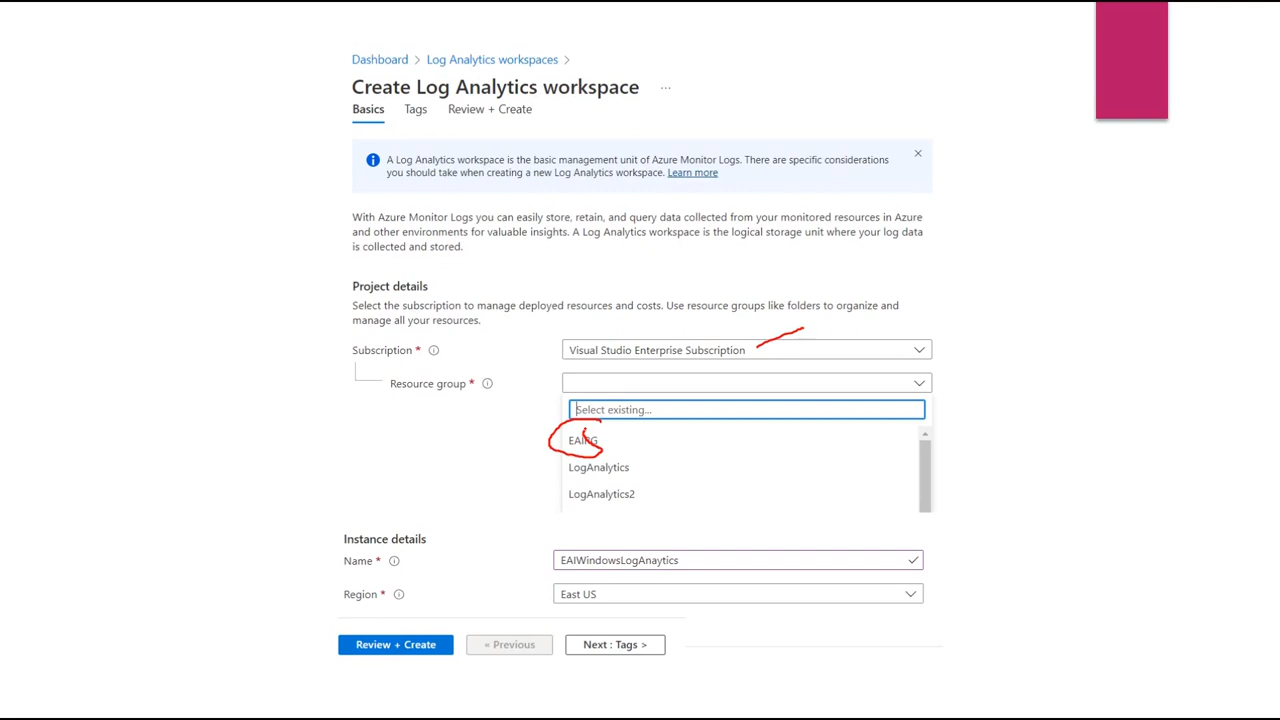 Dashboard > Log Analytics workspaces >
Create Log Analytics workspace ...
Basics Tags Review + Create
A Log Analytics workspace is the basic management unit of Azure Monitor Logs. There are specific considerations
you should take when creating a new Log Analytics workspace. Learn more
With Azure Monitor Logs you can easily store, retain, and query data collected from your monitored resources in Azure
and other environments for valuable insights. A Log Analytics workspace is the logical storage unit where your log data
is collected and stored.
Project details
Select the subscription to manage deployed resources and costs. Use resource groups like folders to organize and
manage all your resources.
Subscription * Visual Studio Enterprise Subscription
Resource group *
Select existing...
EAIRG
LogAnalytics
LogAnalytics2
Instance details
Name * EAIWindowsLogAnaytics
Region * East US
Review + Create « Previous Next : Tags >